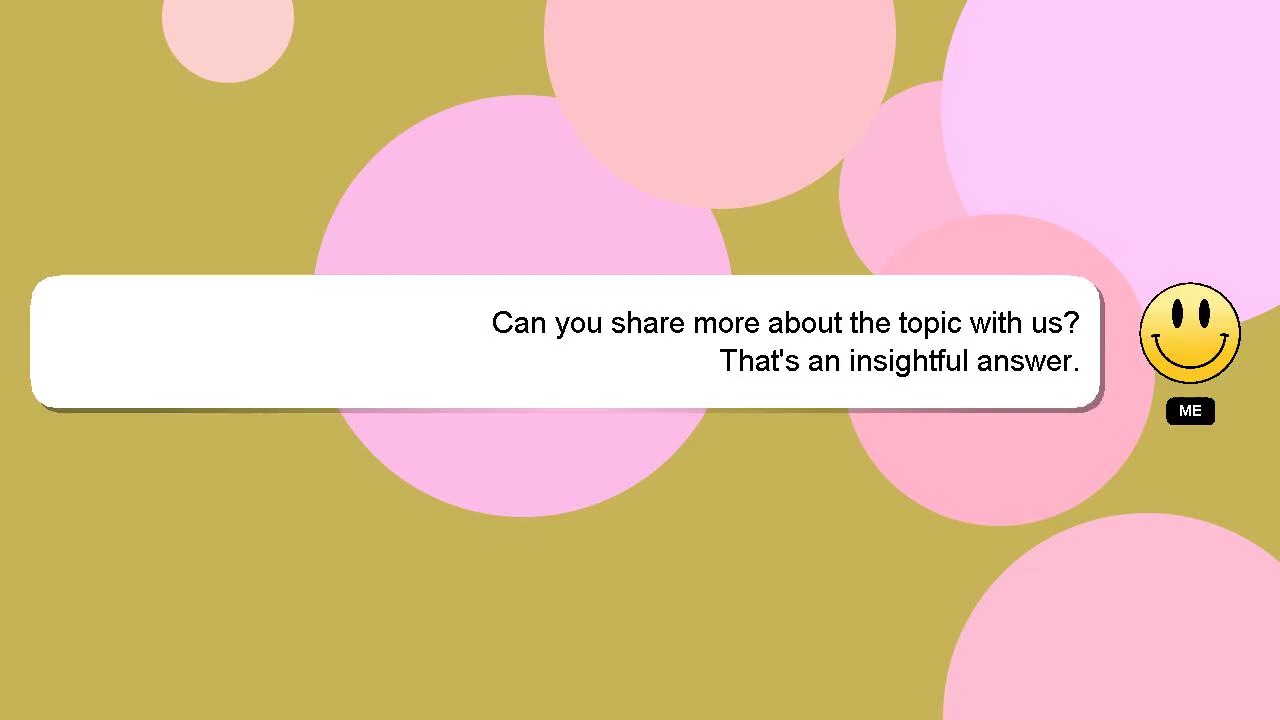 Can you share more about the topic with us?
That's an insightful answer.
ME